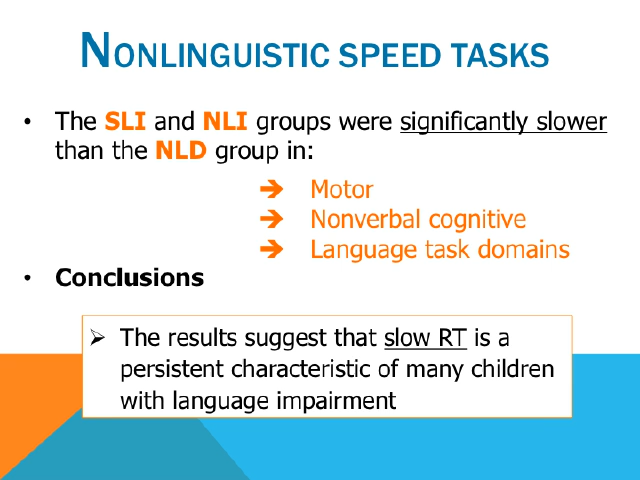 NONLINGUISTIC SPEED TASKS
• The SLI and NLI groups were significantly slower
than the NLD group in:
➔ Motor
➔ Nonverbal cognitive
➔ Language task domains
• Conclusions
➢ The results suggest that slow RT is a
persistent characteristic of many children
with language impairment